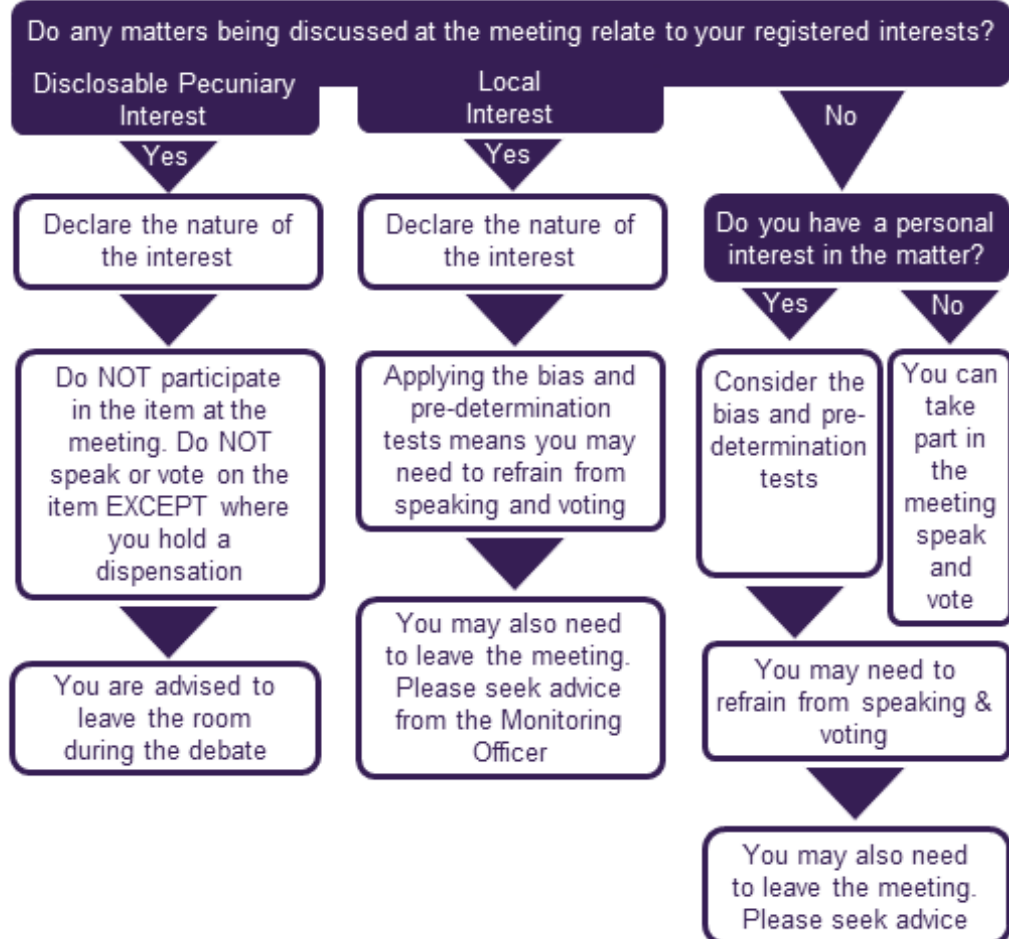 Do any matters being discussed at the meeting relate to your registered interests?
Disclosable Pecuniary
Interest
Yes
Declare the nature of
the interest
Do NOT participate
in the item at the
meeting. Do NOT
speak or vote on the
item EXCEPT where
you hold a
dispensation
You are advised to
leave the room
during the debate
Local
Interest
Yes
Declare the nature of
the interest
Applying the bias and
pre-determination
tests means you may
need to refrain from
speaking and voting
You may also need
to leave the meeting.
Please seek advice
from the Monitoring
Officer
No
Do you have a personal
interest in the matter?
Yes
Consider the
bias and pre-
determination
tests
You may need to
refrain from speaking &
voting
You may also need
to leave the meeting.
Please seek advice
No
You can
take
part in
the
meeting
speak
and
vote